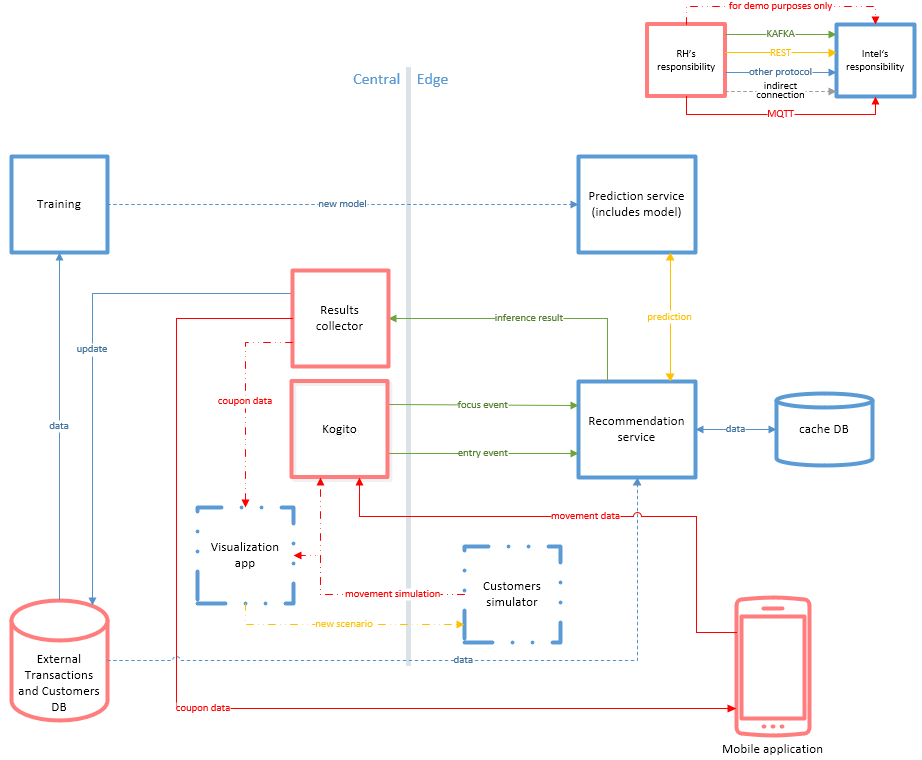 for demo purposes only
KAFKA
RH's
responsibility
REST
Intel's
responsibility
other protocol
indirect
connection
MQTT
Central
Edge
Training
new model
Prediction service
(includes model)
Results
collector
inference result
prediction
update
coupon data
Kogito
focus event
entry event
Recommendation
service
data
cache DB
data
movement data
Visualization
app
Customers
simulator
movement simulation
new scenario
External
Transactions
and Customers
DB
data
coupon data
Mobile application